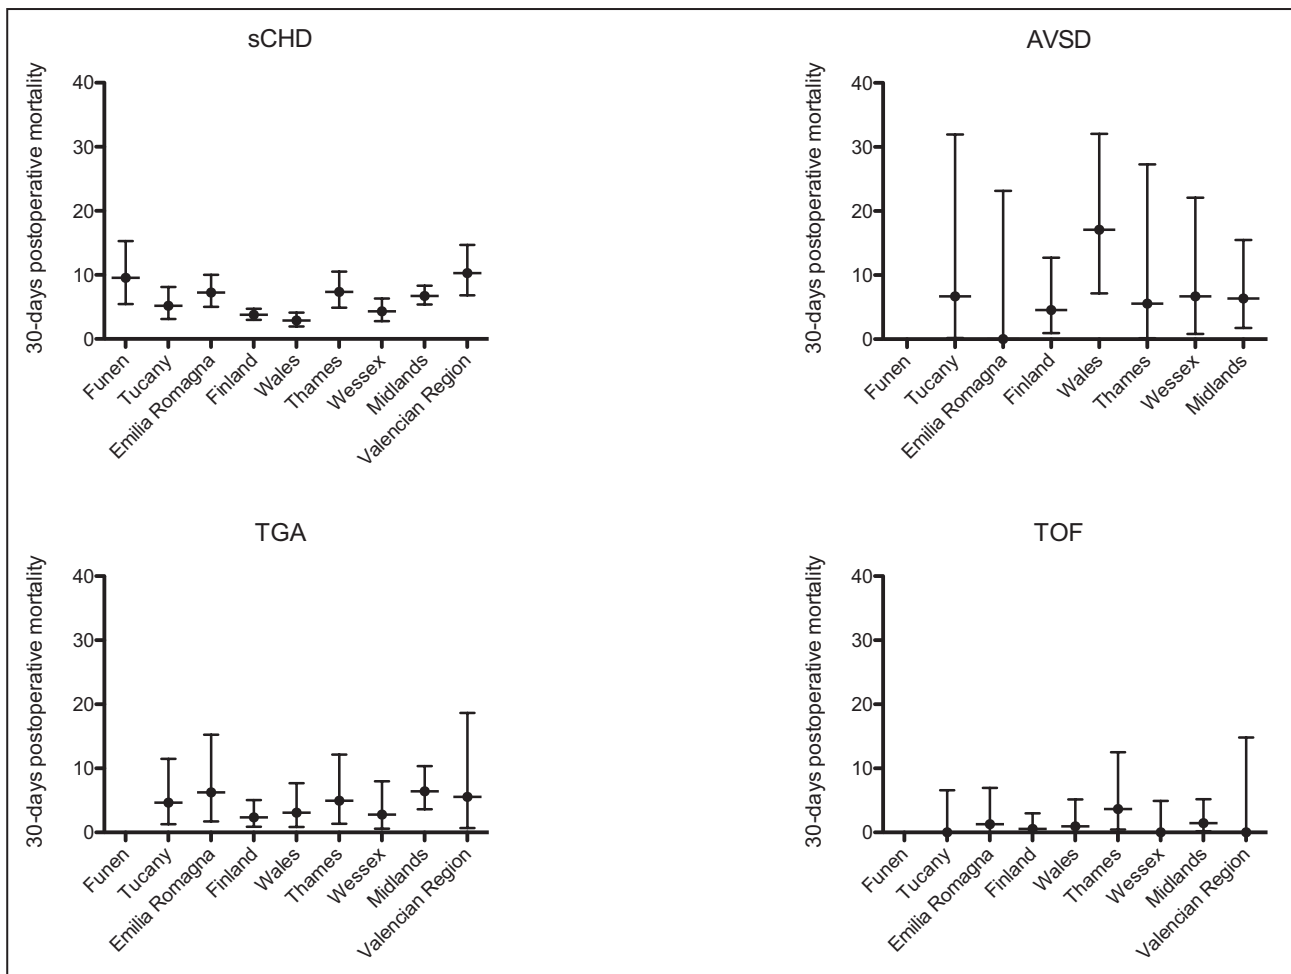 sCHD
30-days postoperative mortality
40
30
20
10
0
Funen
Tucany
Emilia Romagna
Finland
Wales
Thames
Wessex
Midlands
Valencian Region
AVSD
30-days postoperative mortality
40
30
20
10
0
Funen
Tucany
Emilia Romagna
Finland
Wales
Thames
Wessex
Midlands
TGA
30-days postoperative mortality
40
30
20
10
0
Funen
Tucany
Emilia Romagna
Finland
Wales
Thames
Wessex
Midlands
Valencian Region
TOF
30-days postoperative mortality
40
30
20
10
0
Funen
Tucany
Emilia Romagna
Finland
Wales
Thames
Wessex
Midlands
Valencian Region